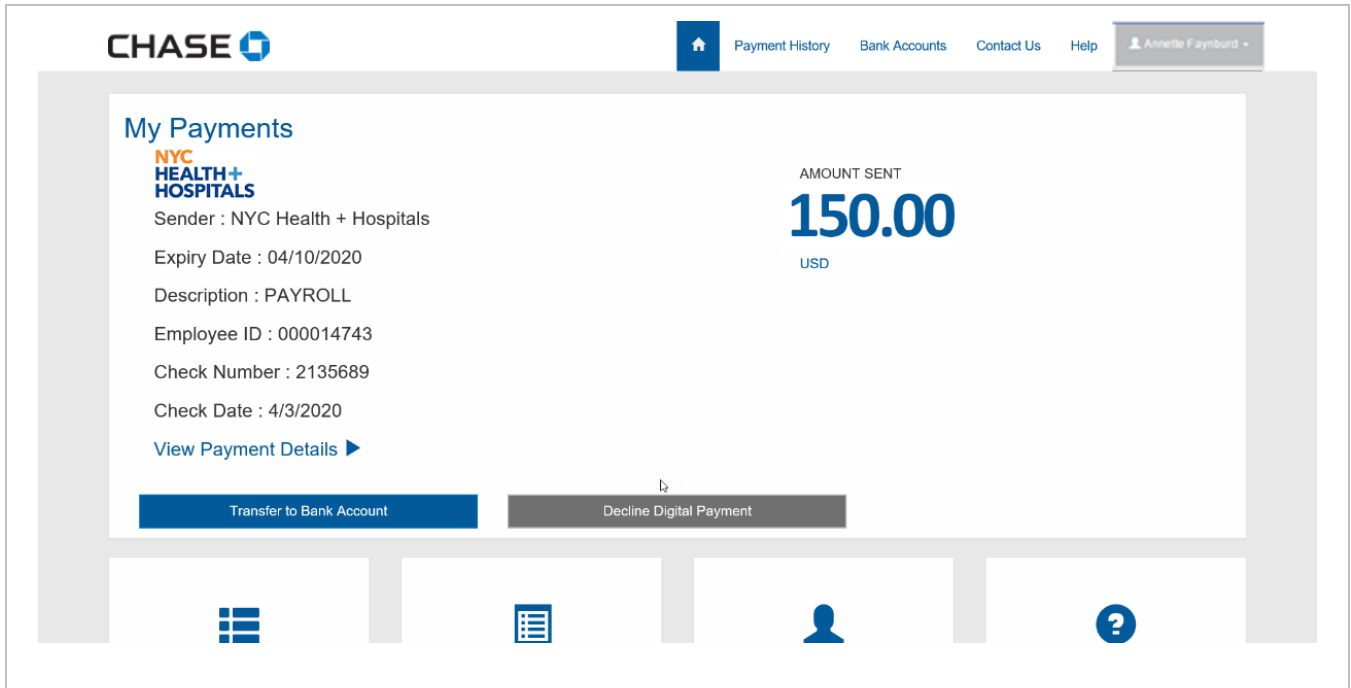 CHASE
Payment History Bank Accounts Contact Us Help Annette Faynburd
My Payments
NYC
HEALTH+
HOSPITALS
AMOUNT SENT
150.00
USD
Sender : NYC Health + Hospitals
Expiry Date : 04/10/2020
Description : PAYROLL
Employee ID : 000014743
Check Number : 2135689
Check Date : 4/3/2020
View Payment Details
Transfer to Bank Account Decline Digital Payment
?